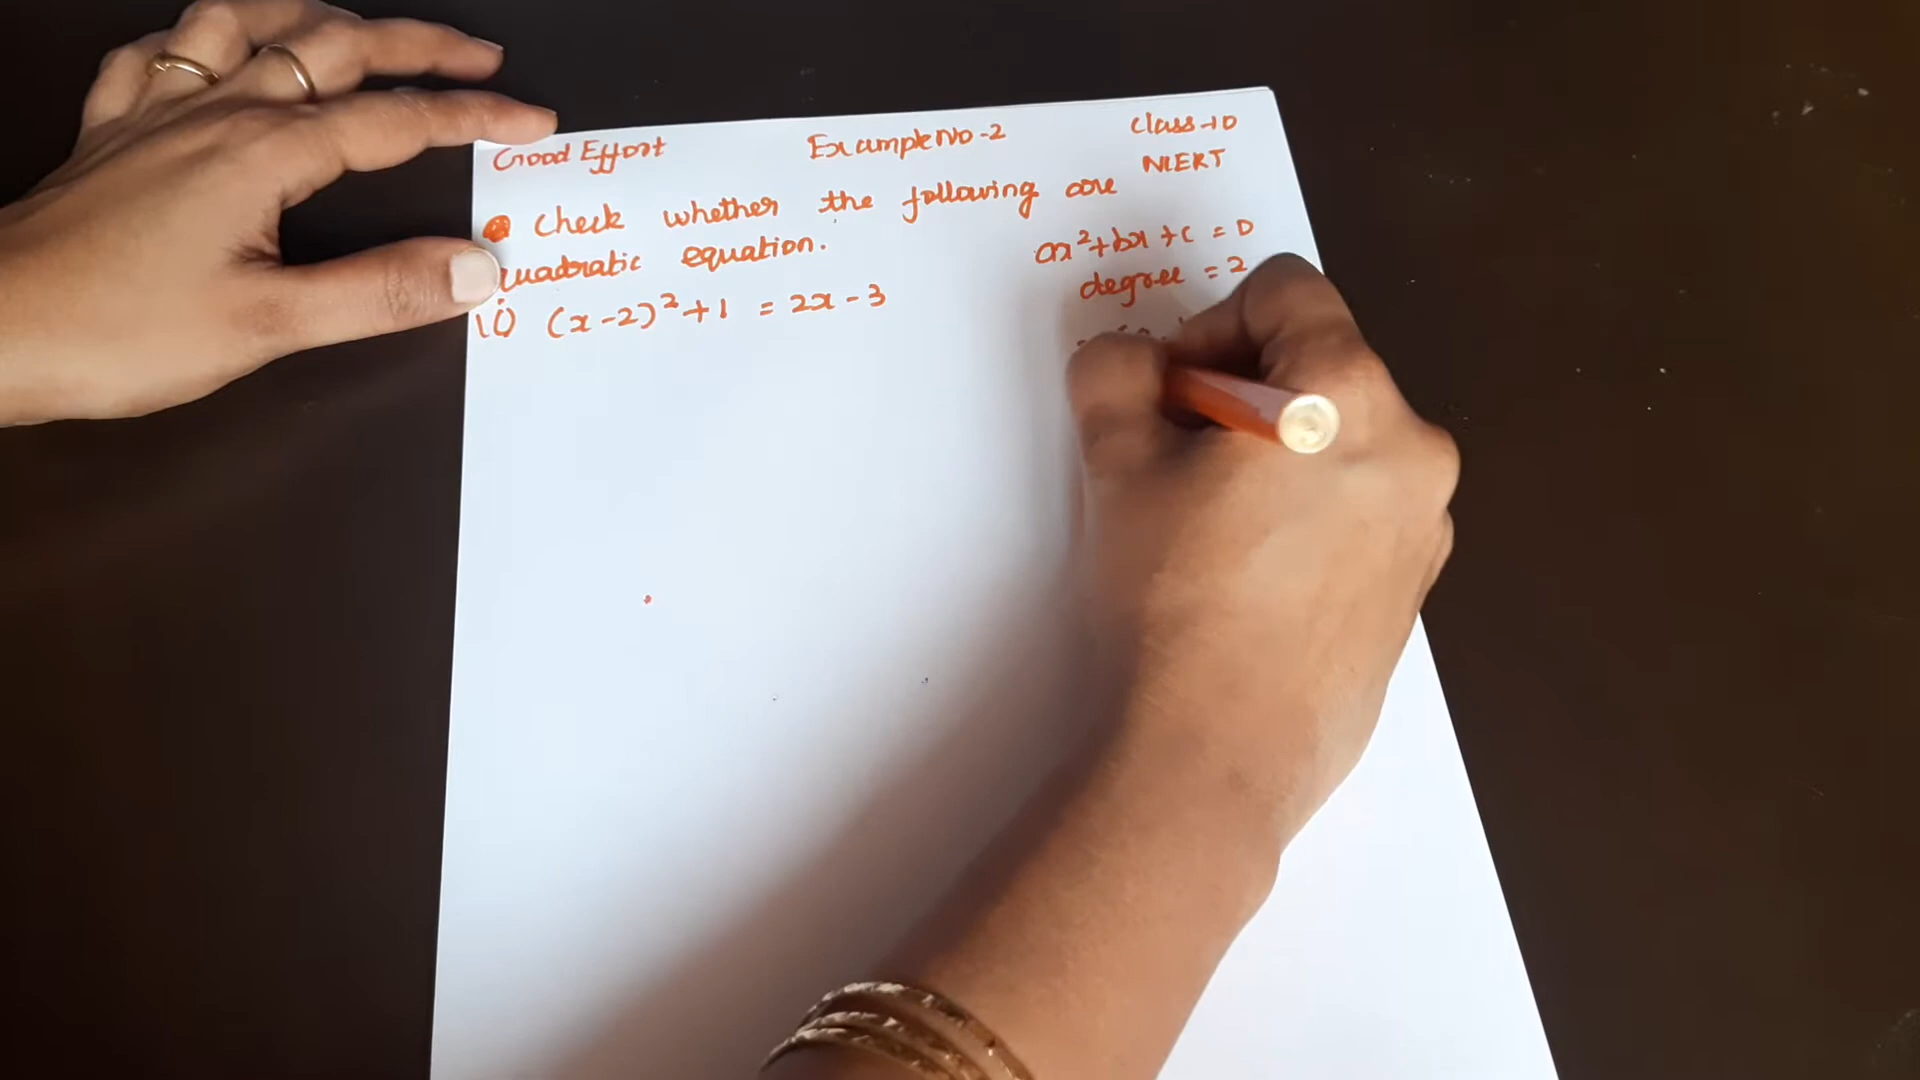 Good Effort Example No-2 Class-10
NCERT
Check whether the following are
quadratic equation.
(i) (x-2)²+1 = 2x-3
ax²+bx+c = 0
degree = 2